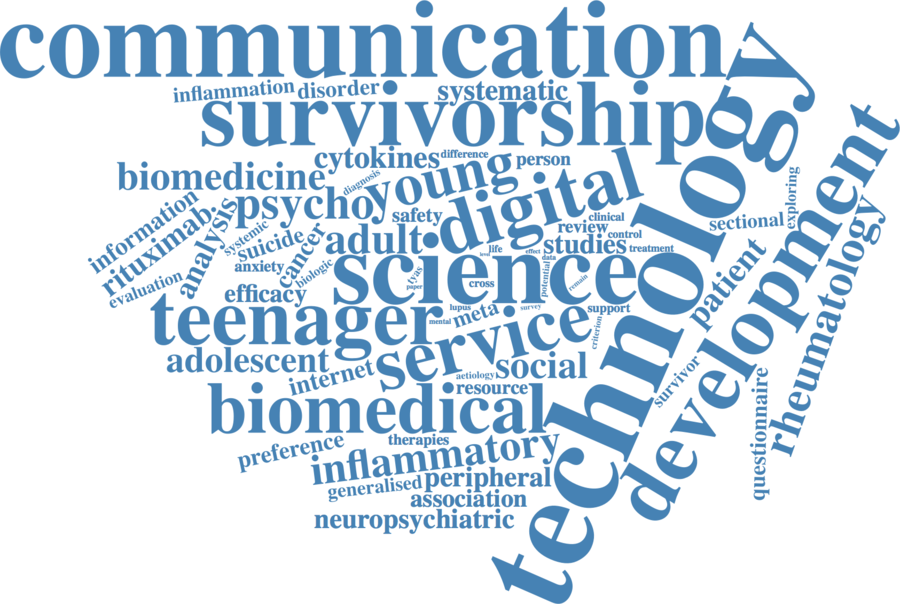 communication
inflammation
disorder
systematic
survivorship
technology
cytokines
difference
person
development
biomedicine
diagnosis
young
digital
exploring
information
psycho
safety
clinical
sectional
rituximab.
analysis
systemic
suicide
cancer
adult
review
control
studies
treatment
rheumatology
life
level
effect
data
anxiety
biologic
science
tyas
paper
cross
potential
remain
patient
evaluation
efficacy
teenager
lupus
mental
meta
survey
service
support
criterion
adolescent
internet
aetiology
social
resource
survivor
questionnaire
biomedical
preference
therapies
inflammatory
generalised
peripheral
association
neuropsychiatric